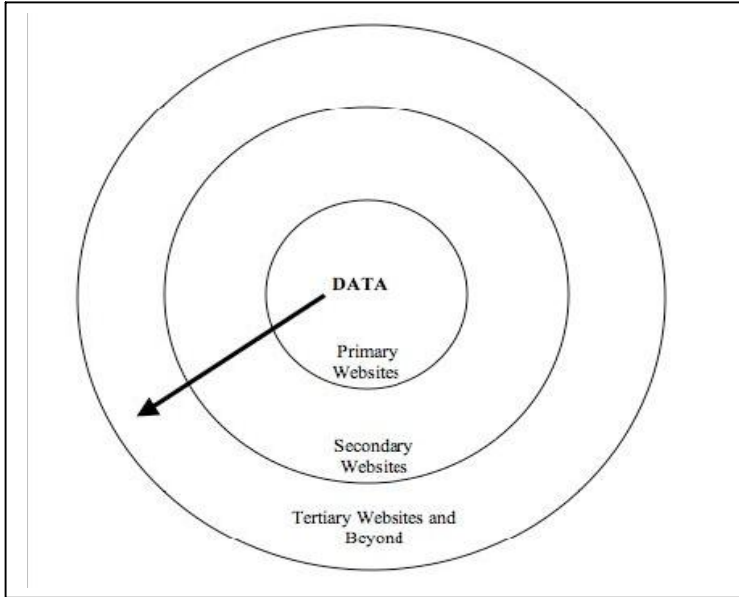 DATA
Primary
Websites
Secondary
Websites
Tertiary Websites and
Beyond